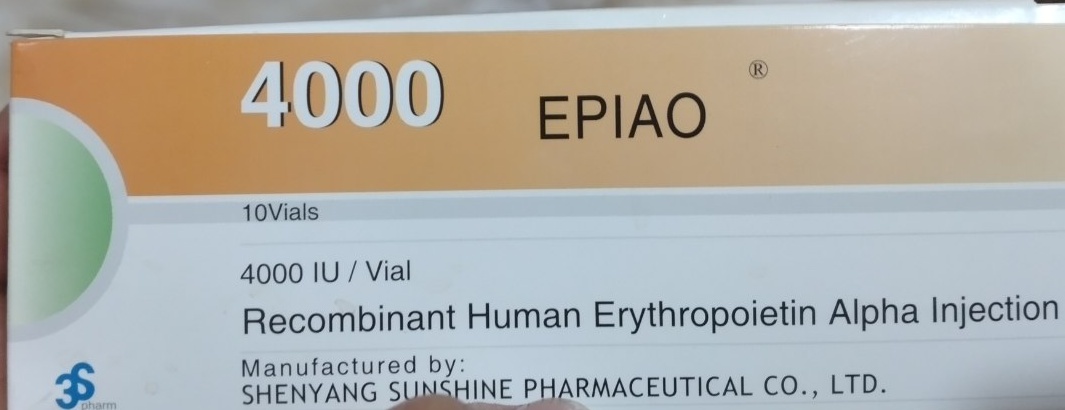 4000 EPIAO ®
10Vials
4000 IU / Vial
Recombinant Human Erythropoietin Alpha Injection
Manufactured by:
SHENYANG SUNSHINE PHARMACEUTICAL CO., LTD.
3S
pharm